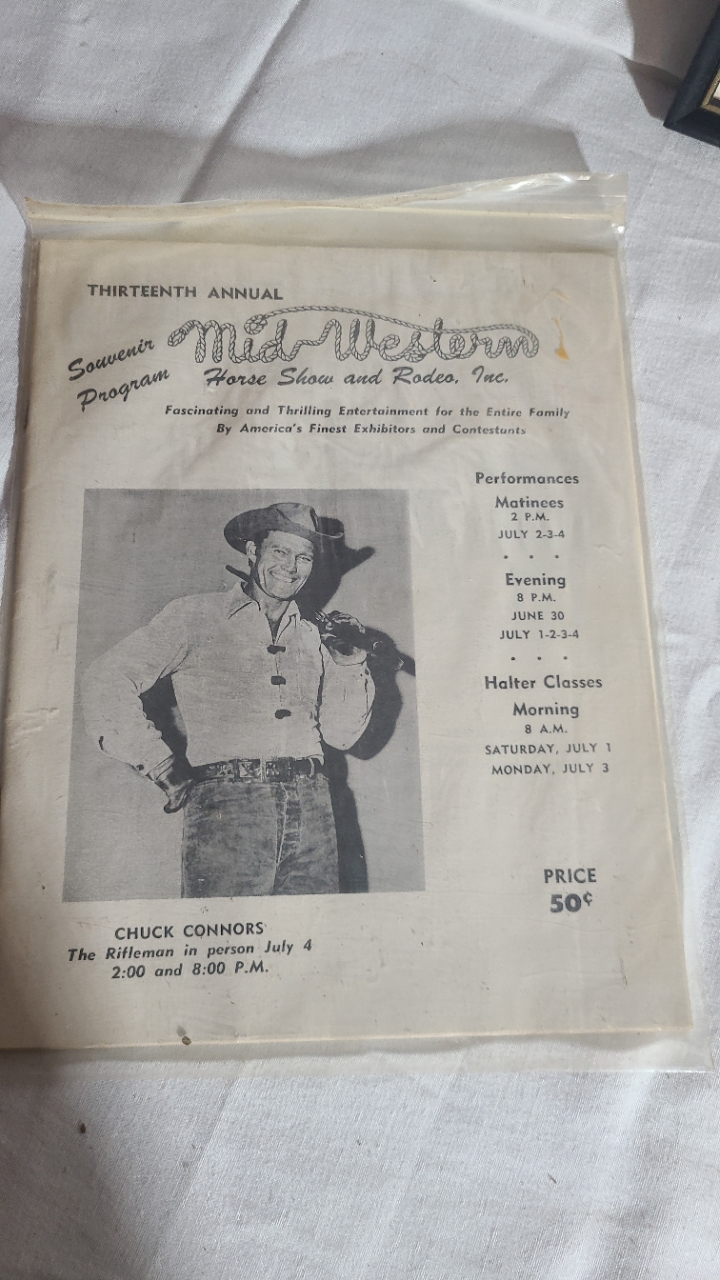 THIRTEENTH ANNUAL
Souvenir
Program
Mid-Western
Horse Show and Rodeo, Inc.
Fascinating and Thrilling Entertainment for the Entire Family
By America's Finest Exhibitors and Contestants
Performances
Matinees
2 P.M.
JULY 2-3-4
. . .
Evening
8 P.M.
JUNE 30
JULY 1-2-3-4
. . .
Halter Classes
Morning
8 A.M.
SATURDAY, JULY 1
MONDAY, JULY 3
PRICE
50¢
CHUCK CONNORS
The Rifleman in person July 4
2:00 and 8:00 P.M.